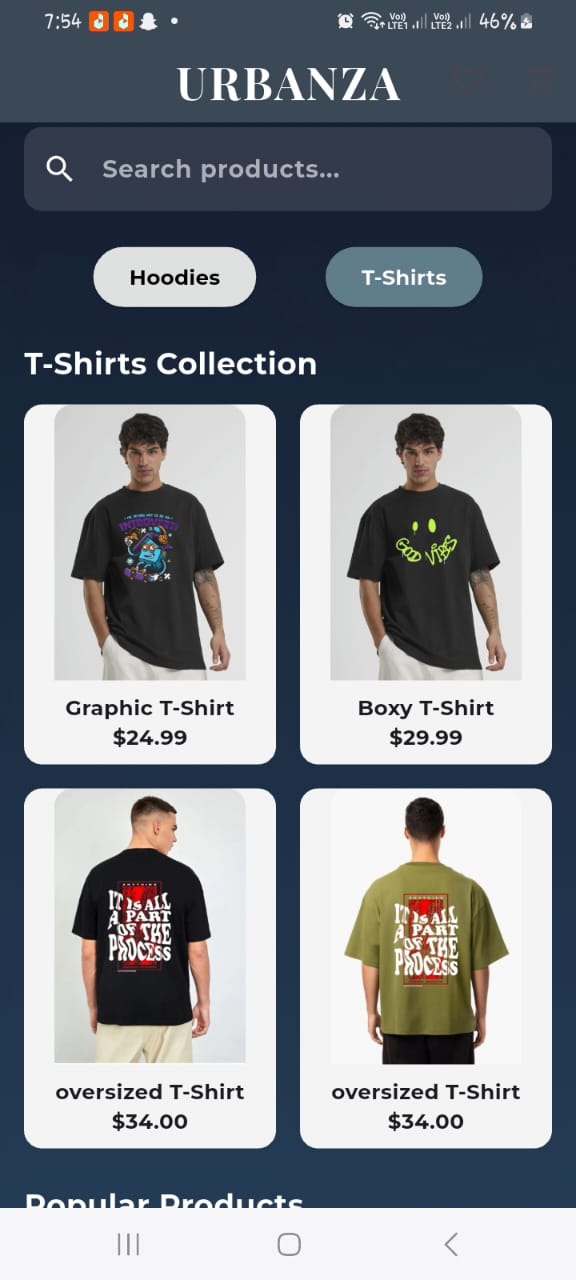 7:54
Vo))
LTE1
Vo))
LTE2
46%
URBANZA
Search products...
Hoodies
T-Shirts
T-Shirts Collection
INTROVERT
GOOD VIBES
Graphic T-Shirt
$24.99
Boxy T-Shirt
$29.99
ANYTHING
IT IS ALL
A PART
OF THE
PROCESS
ANYTHING
IT IS ALL
A PART
OF THE
PROCESS
oversized T-Shirt
$34.00
oversized T-Shirt
$34.00
Popular Products